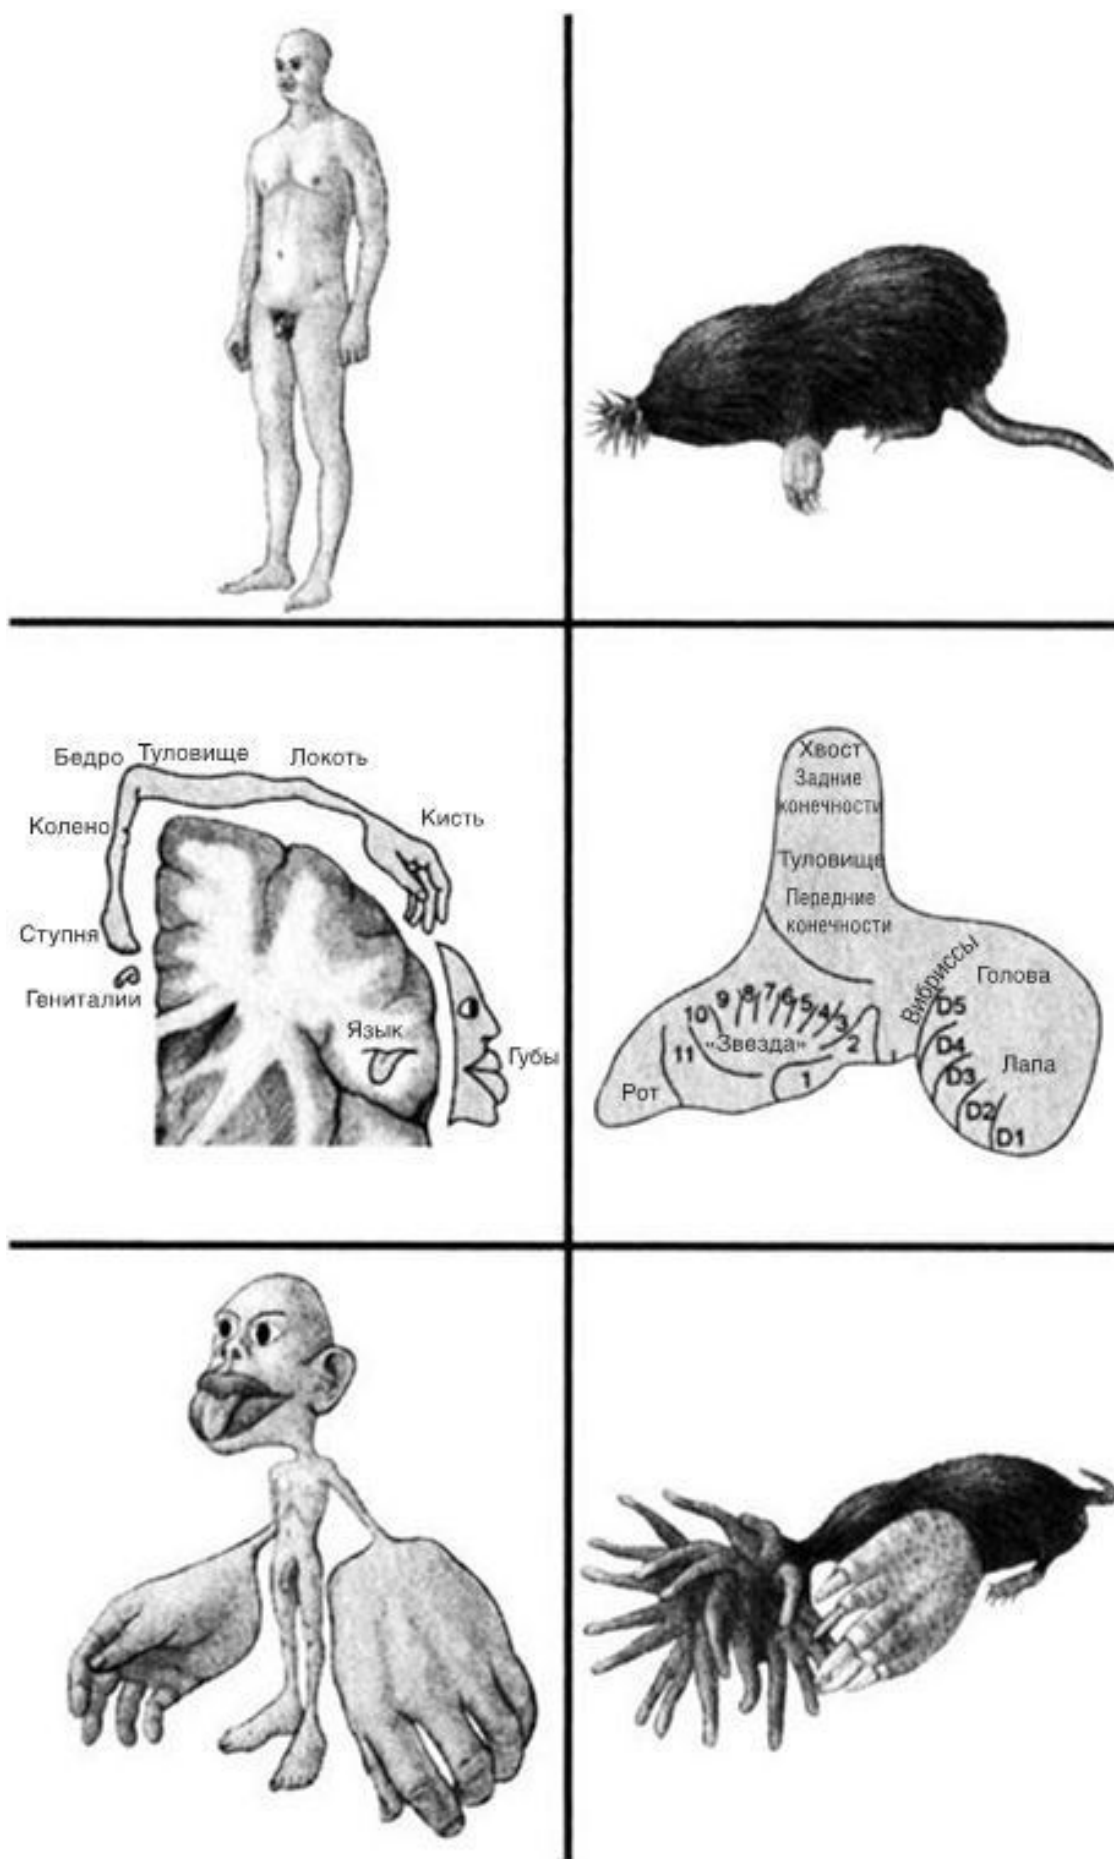 Бедро Туловище Локоть
Колено
Кисть
Ступня
Гениталии
Язык
Губы
Хвост
Задние
конечности
Туловище
Передние
конечности
Вибриссы
Голова
Лапа
D5
D4
D3
D2
D1
«Звезда»
11
10
9
8
7
6
5
4
3
2
1
Рот